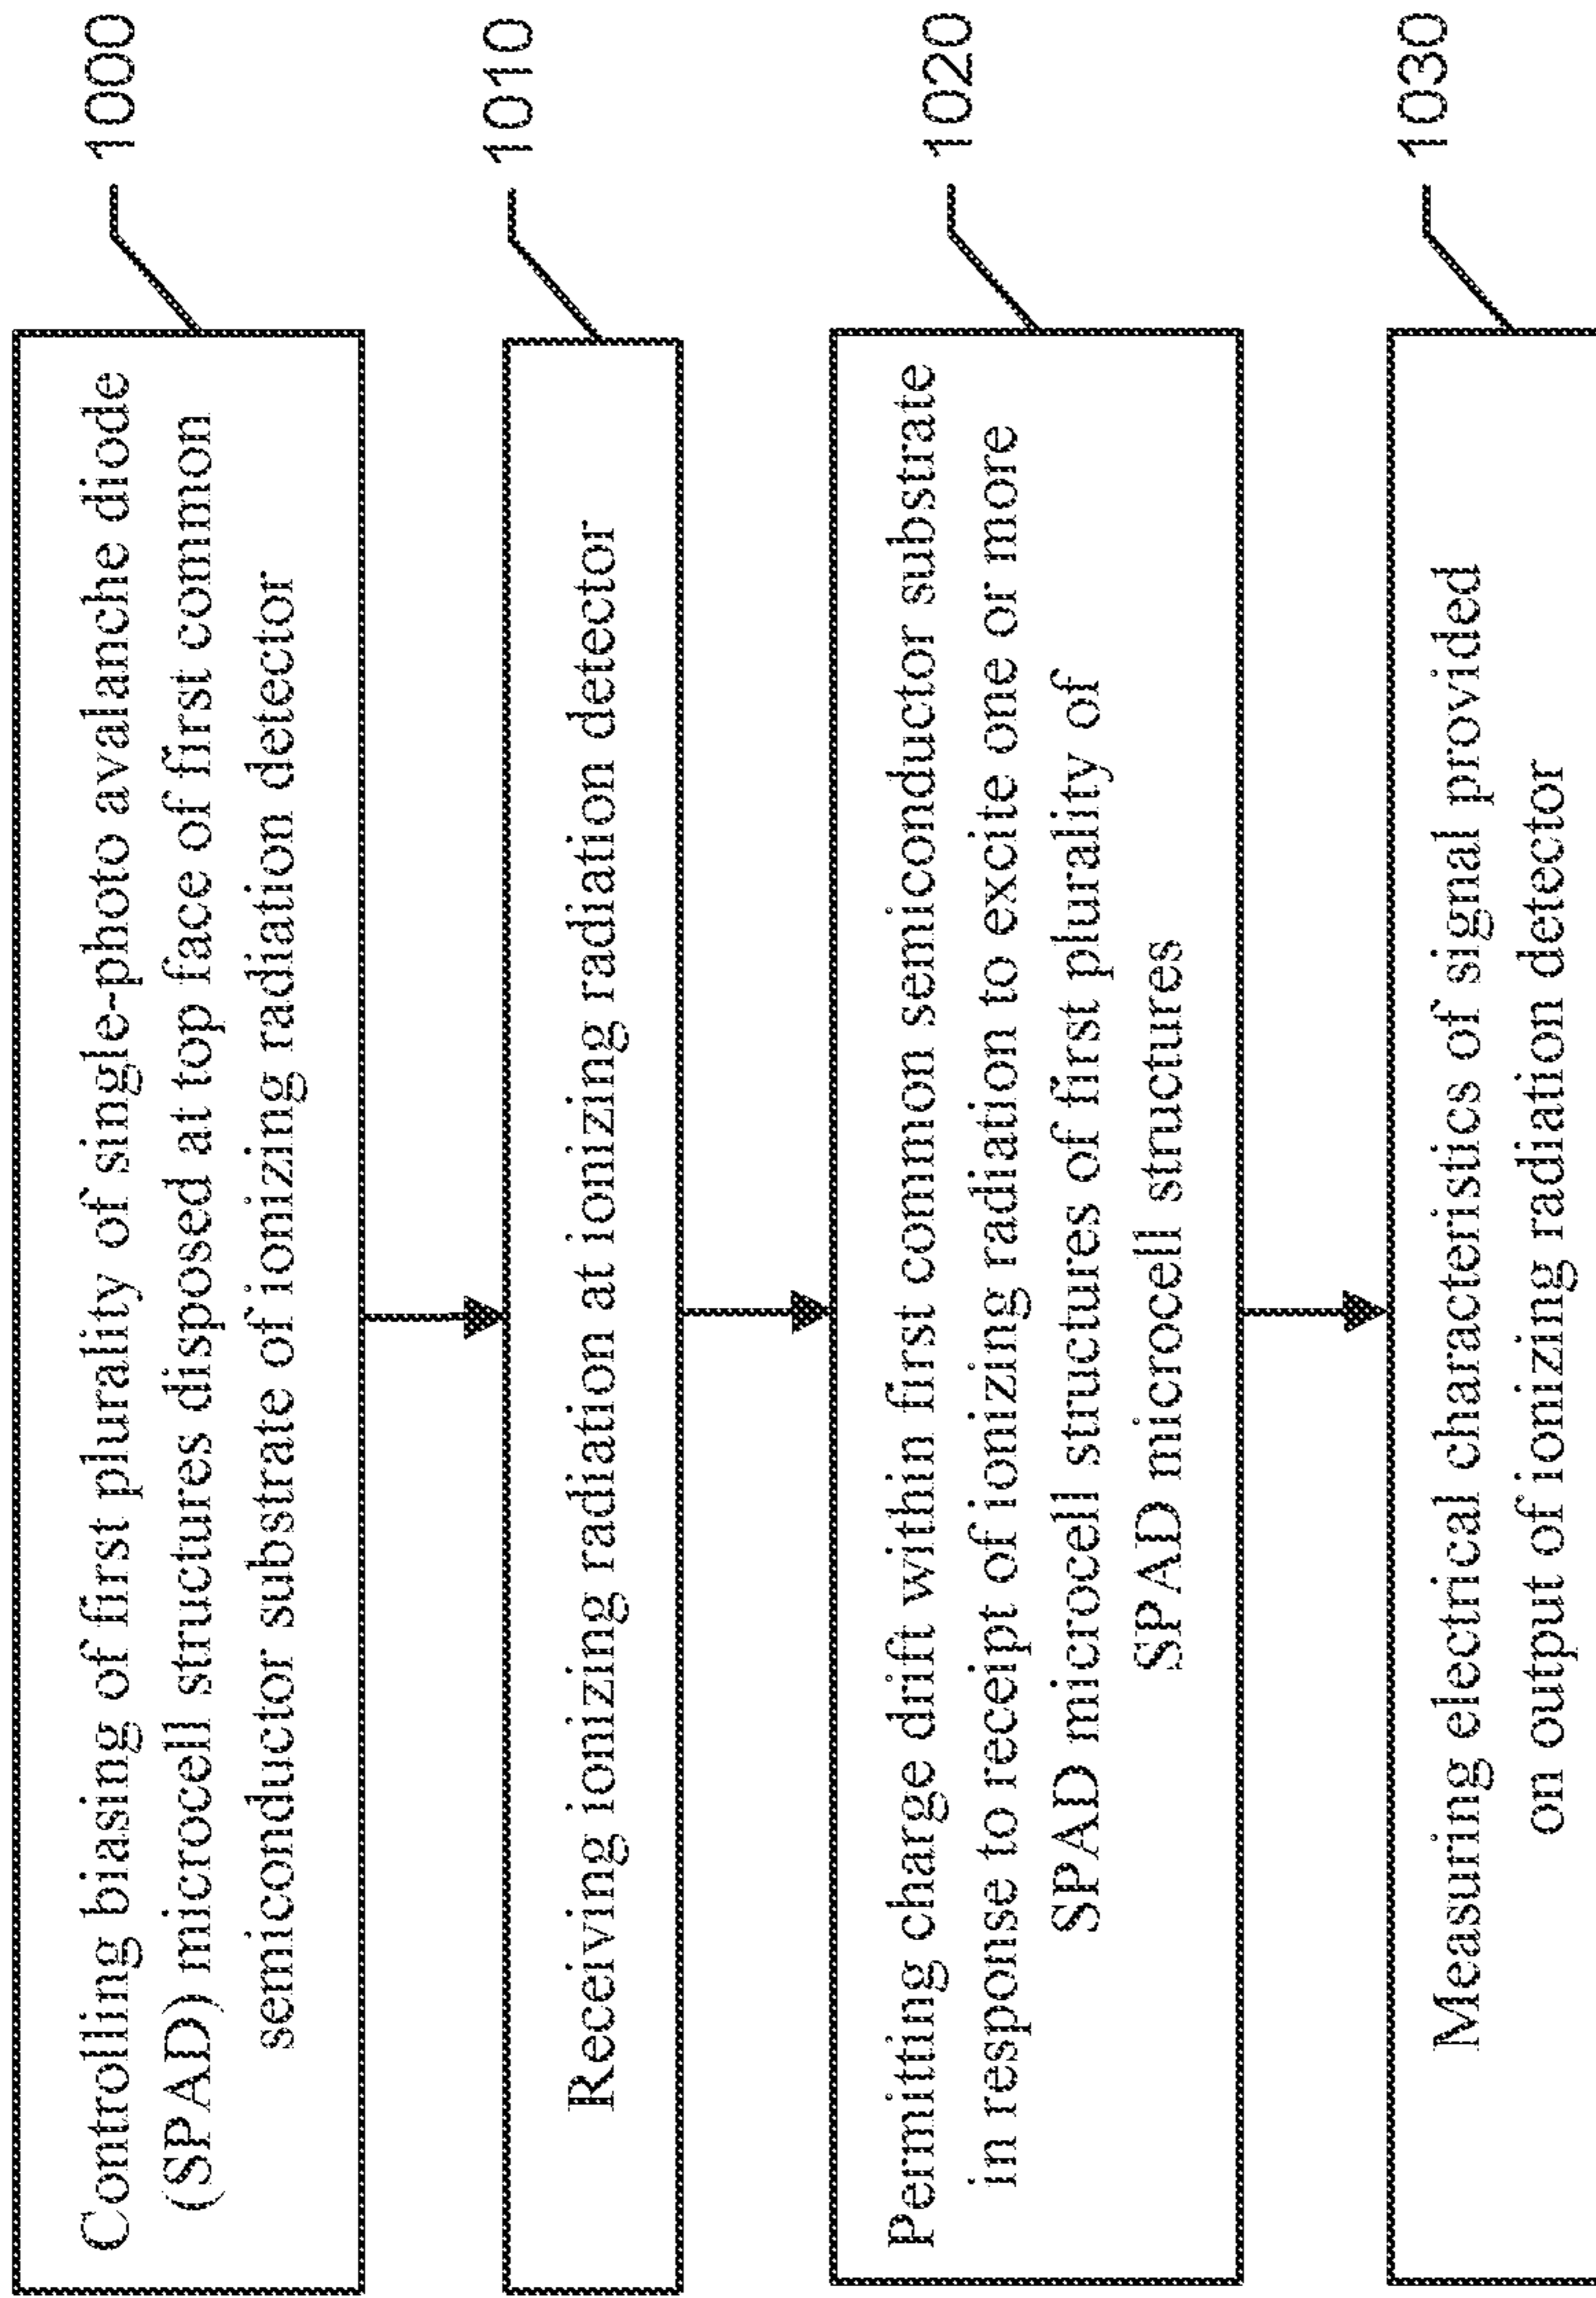 Controlling biasing of first plurality of single-photo avalanche diode
(SPAD) microcell structures disposed at top face of first common
semiconductor substrate of ionizing radiation detector
1000
Receiving ionizing radiation at ionizing radiation detector
1010
Permitting charge drift within first common semiconductor substrate
in response to receipt of ionizing radiation to excite one or more
SPAD microcell structures of first plurality of
SPAD microcell structures
1020
Measuring electrical characteristics of signal provided
on output of ionizing radiation detector
1030